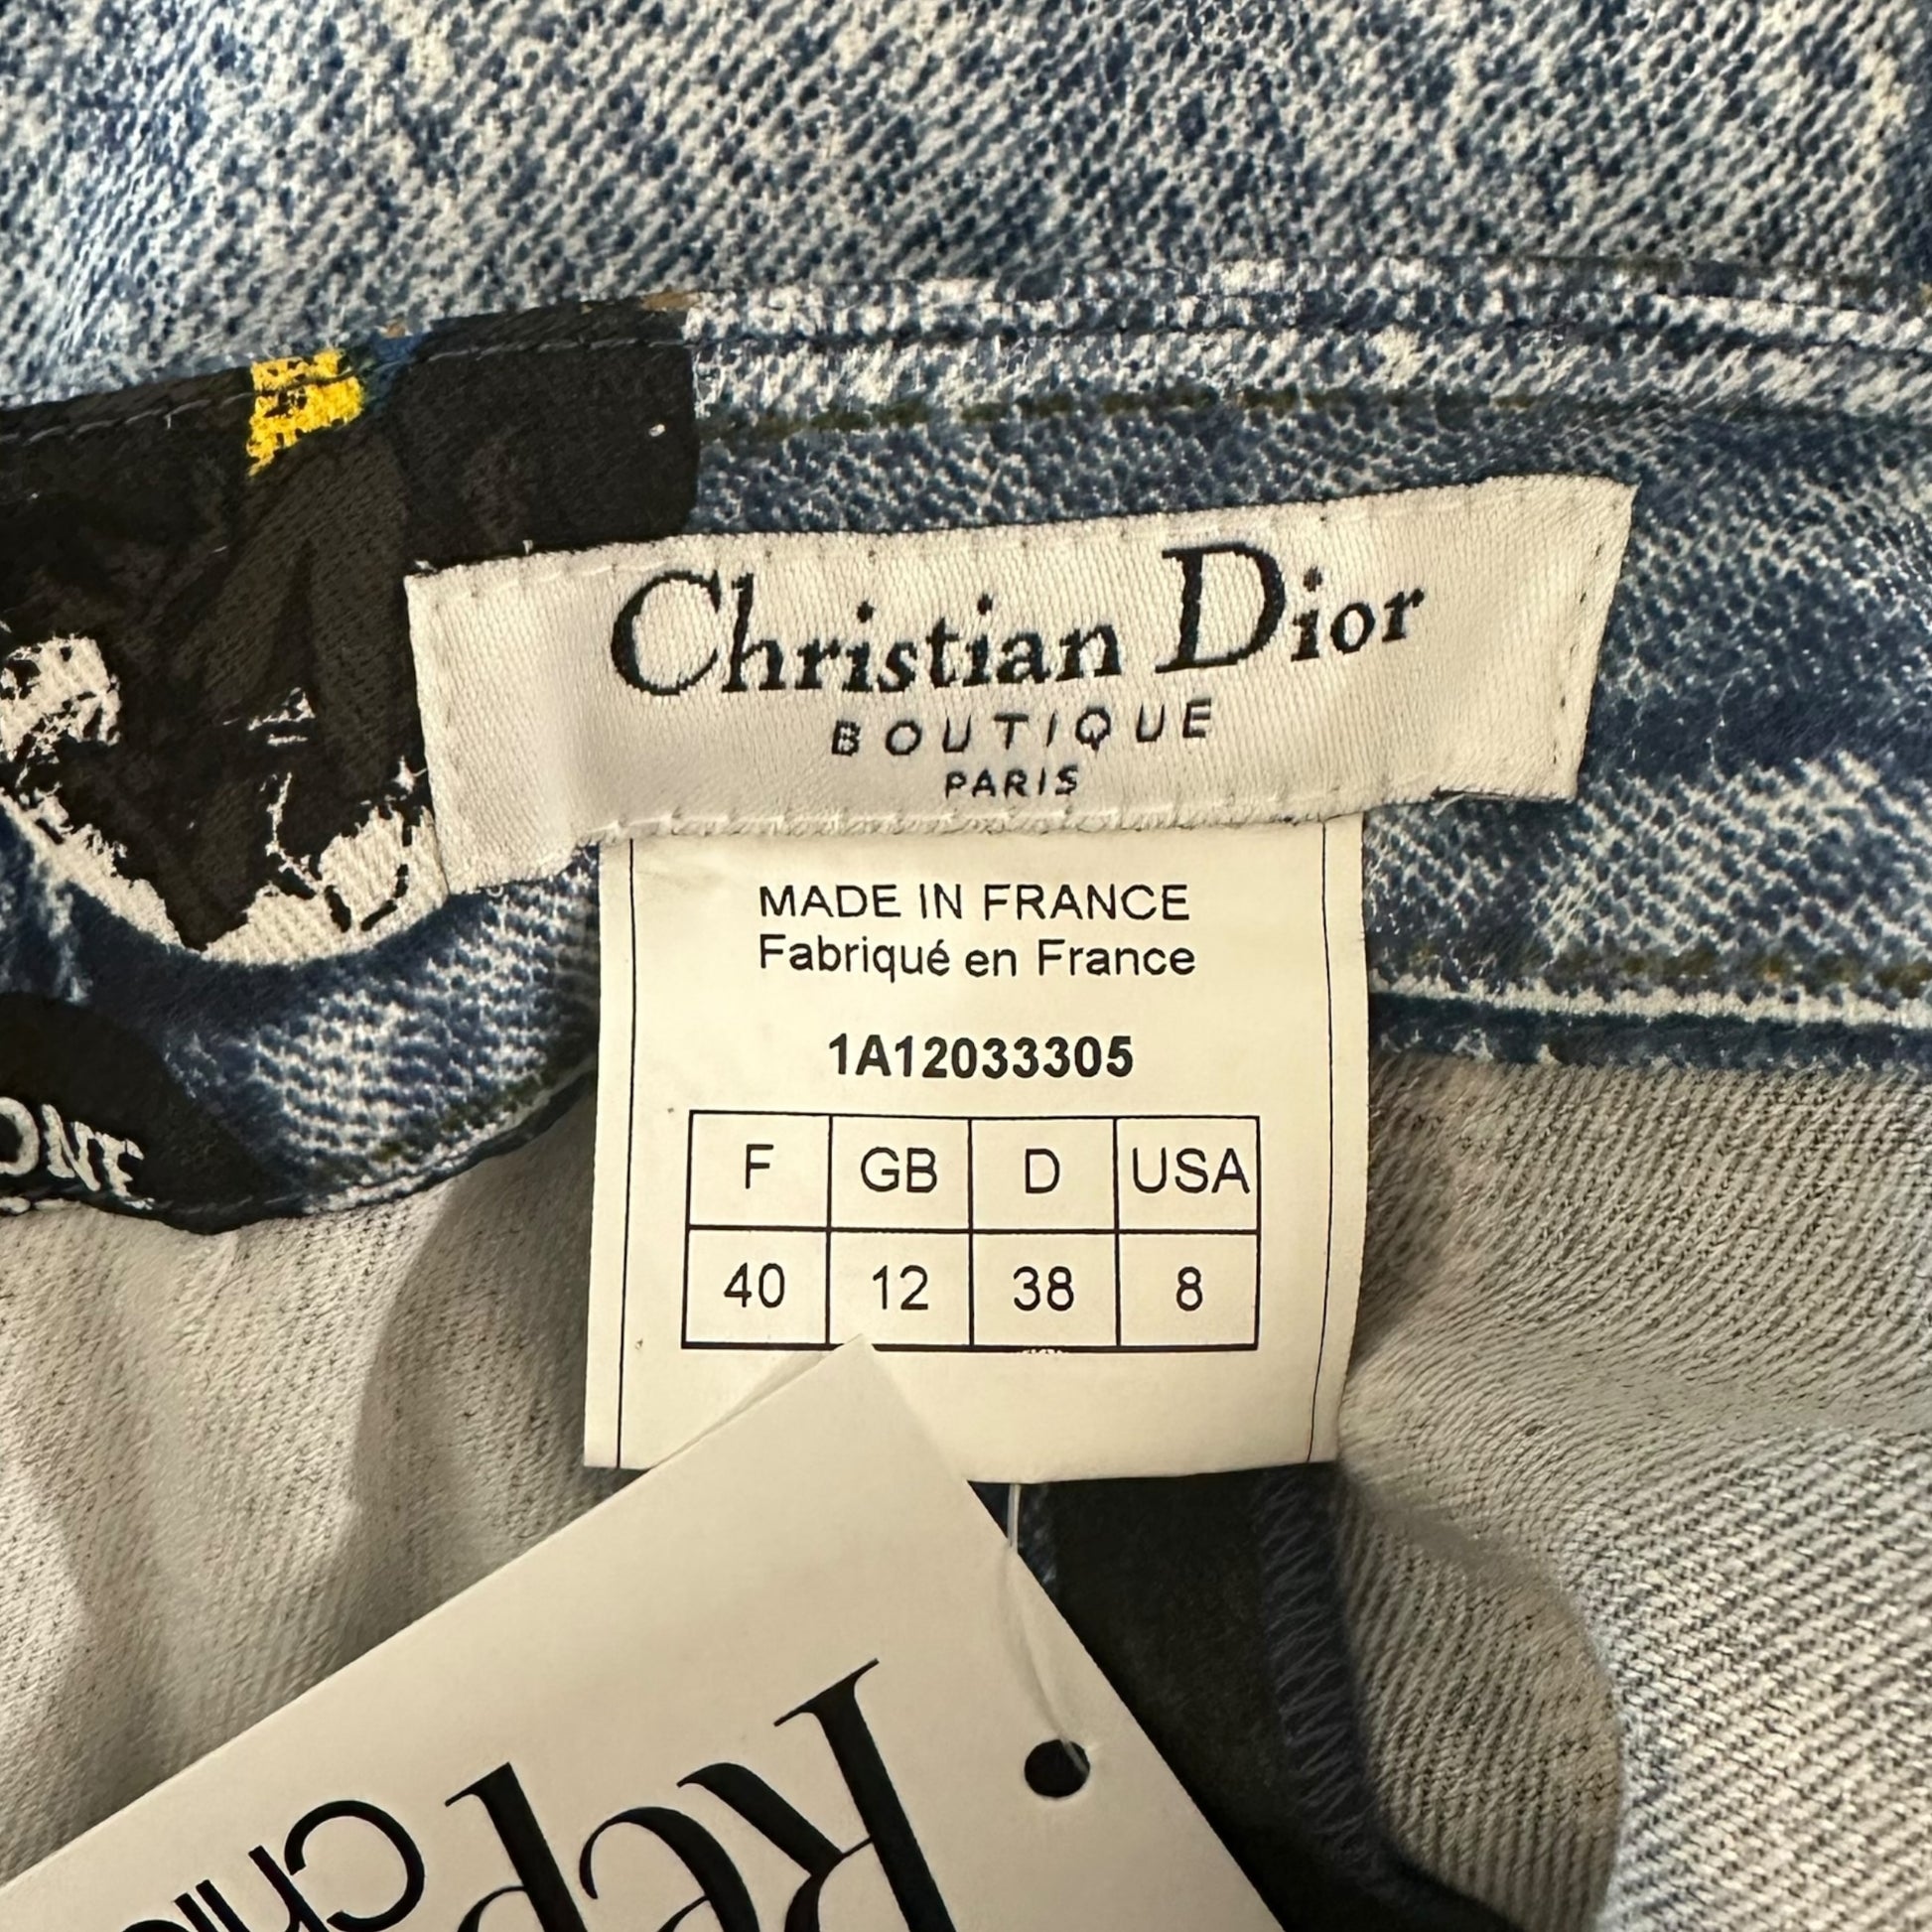 Christian Dior
BOUTIQUE
PARIS
MADE IN FRANCE
Fabriqué en France
1A12033305
F GB D USA
40 12 38 8